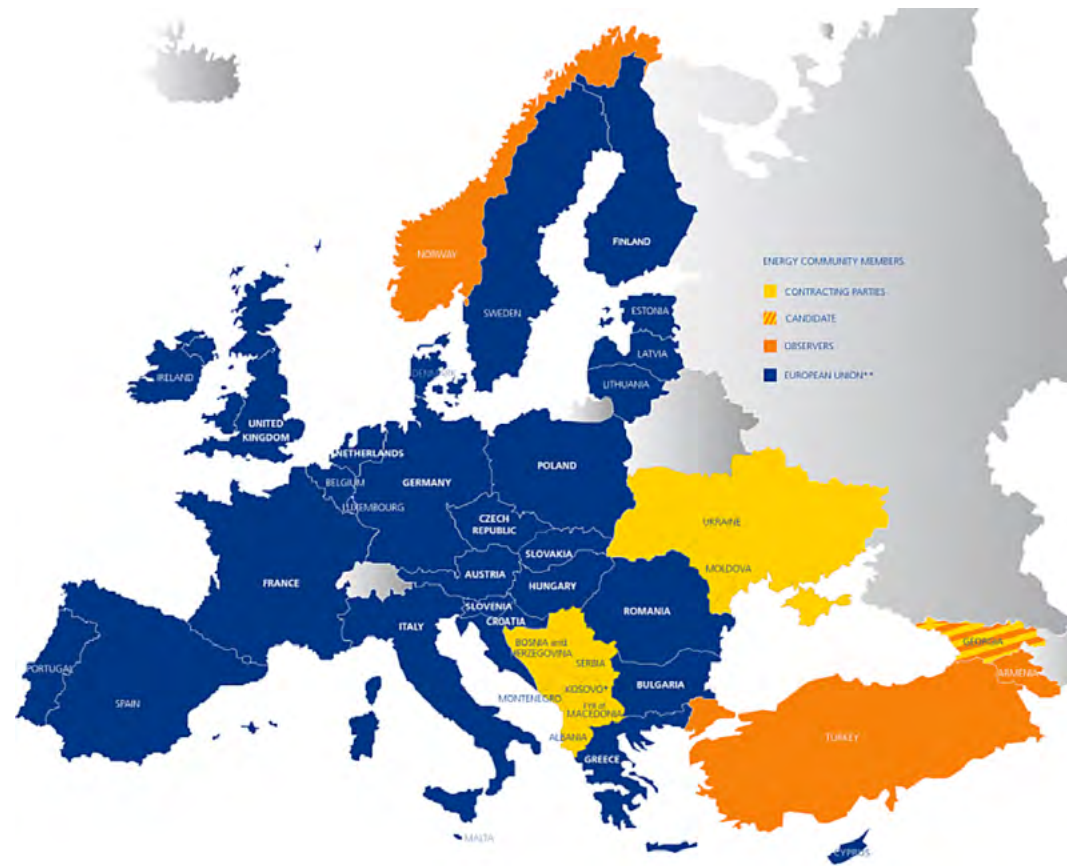 NORWAY
FINLAND
SWEDEN
ENERGY COMMUNITY MEMBERS
CONTRACTING PARTIES
CANDIDATE
OBSERVERS
EUROPEAN UNION**
ESTONIA
LATVIA
LITHUANIA
DENMARK
IRELAND
UNITED
KINGDOM
NETHERLANDS
BELGIUM
LUXEMBOURG
GERMANY
POLAND
CZECH
REPUBLIC
SLOVAKIA
UKRAINE
MOLDOVA
FRANCE
AUSTRIA
HUNGARY
SLOVENIA
CROATIA
ITALY
ROMANIA
BOSNIA and
HERZEGOVINA
SERBIA
KOSOVO*
MONTENEGRO
FYR of
MACEDONIA
ALBANIA
BULGARIA
GREECE
PORTUGAL
SPAIN
GEORGIA
ARMENIA
TURKEY
MALTA
CYPRUS